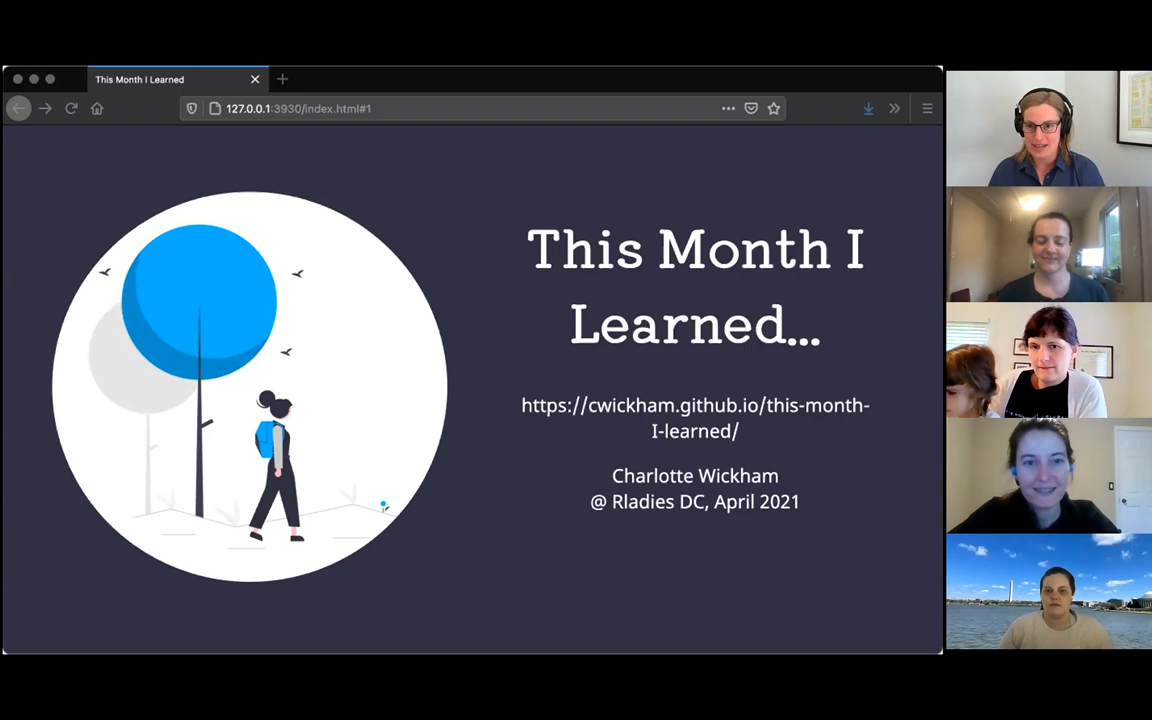 This Month I Learned
127.0.0.1:3930/index.html#1
This Month I
Learned...
https://cwickham.github.io/this-month-
I-learned/
Charlotte Wickham
@ Rladies DC, April 2021